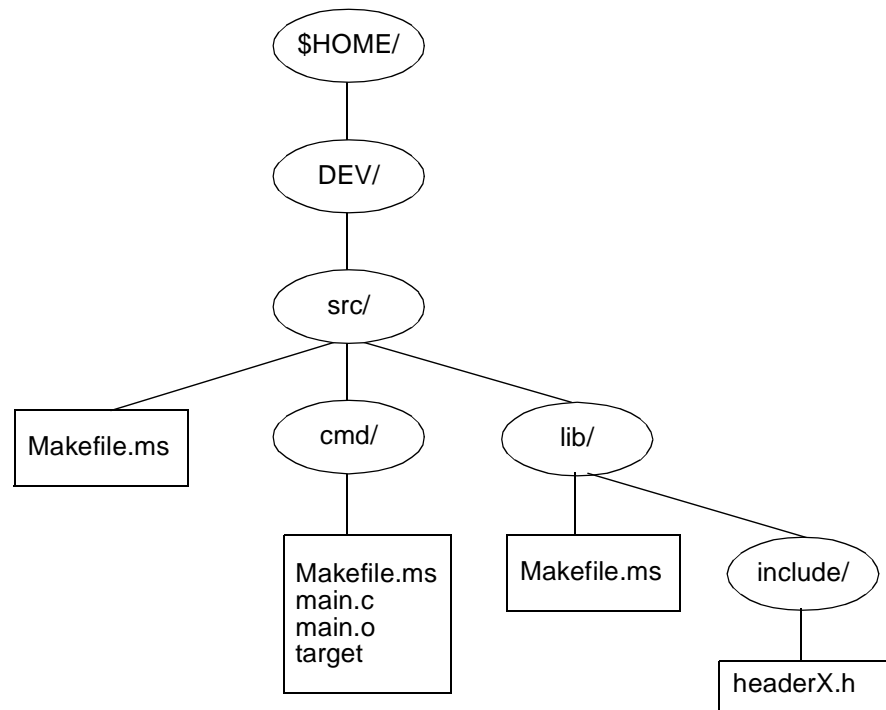 $HOME/
DEV/
src/
Makefile.ms
cmd/
lib/
Makefile.ms
main.c
main.o
target
Makefile.ms
include/
headerX.h